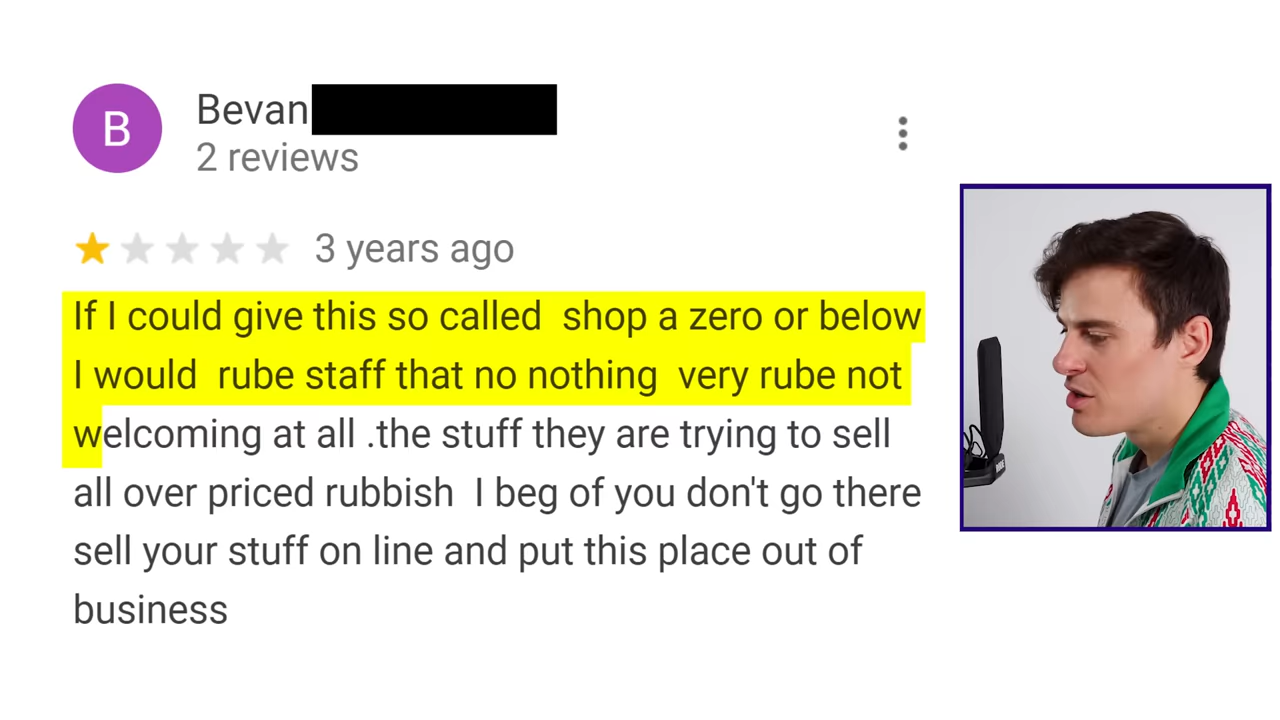 B
Bevan
2 reviews
3 years ago
If I could give this so called  shop a zero or below
I would  rube staff that no nothing  very rube not
welcoming at all .the stuff they are trying to sell
all over priced rubbish  I beg of you don't go there
sell your stuff on line and put this place out of
business